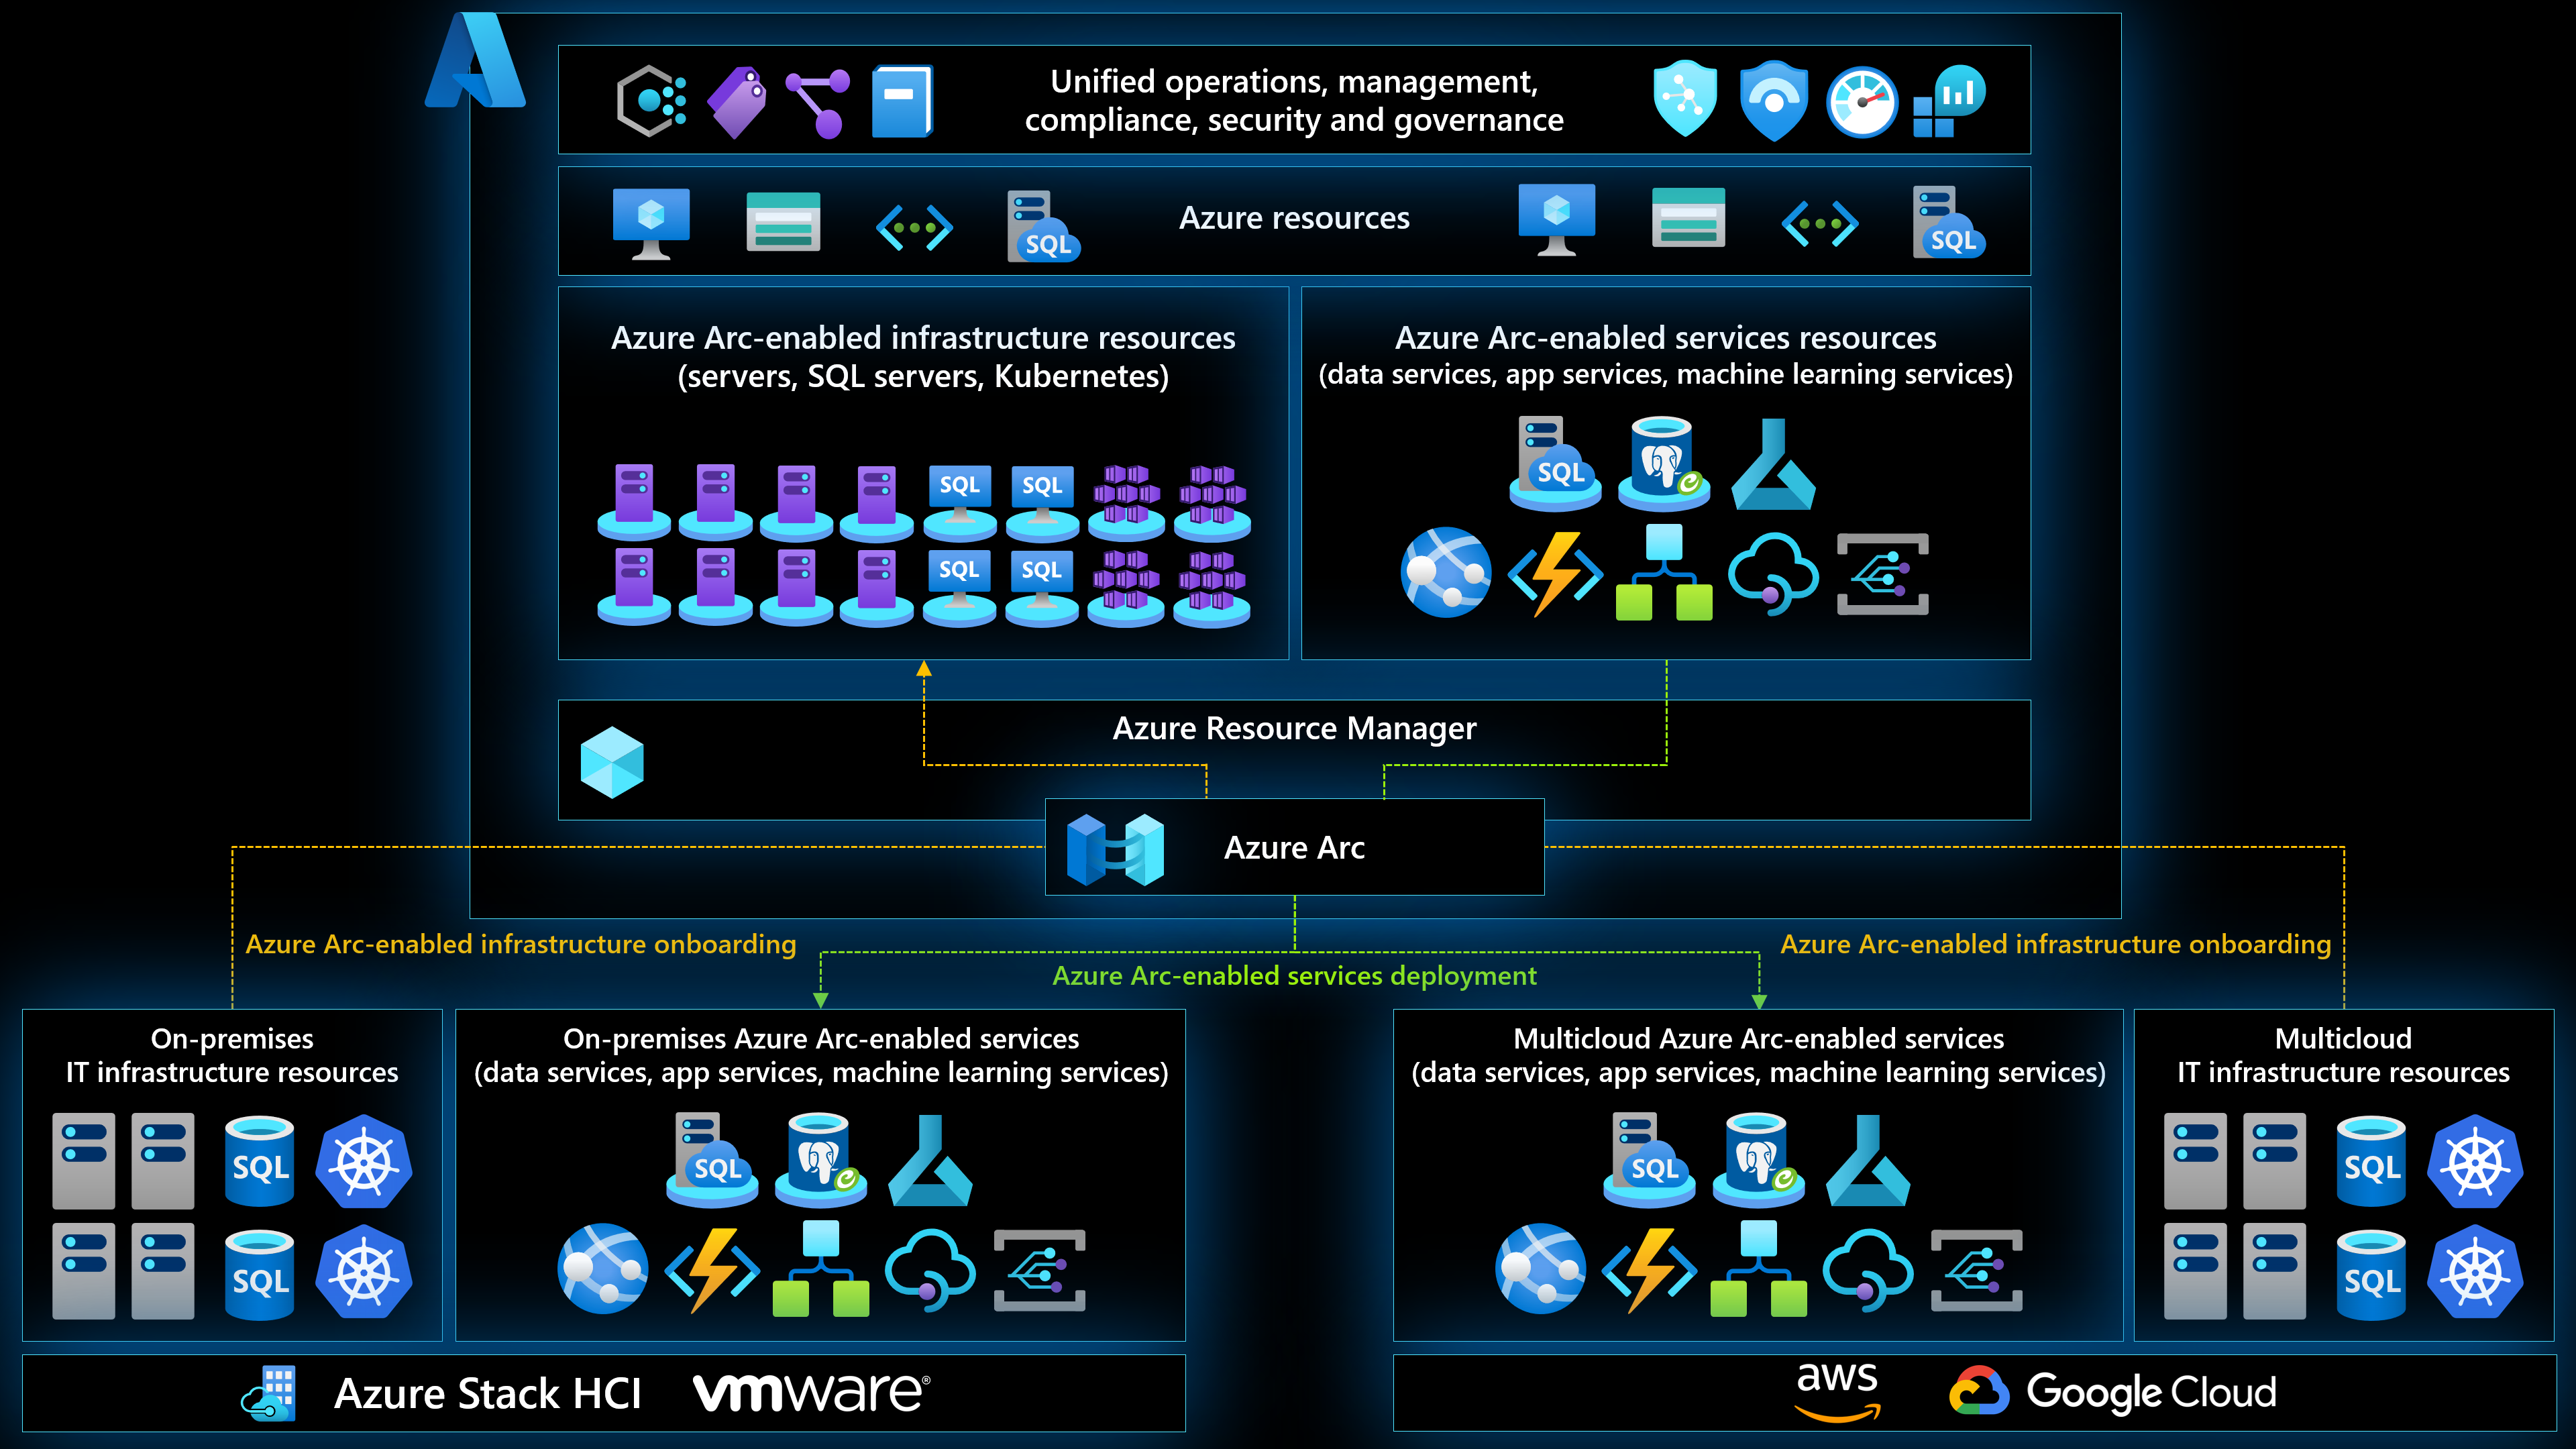 Unified operations, management,
compliance, security and governance
Azure resources
SQL
SQL
Azure Arc-enabled infrastructure resources
(servers, SQL servers, Kubernetes)
SQL SQL
SQL SQL
Azure Arc-enabled services resources
(data services, app services, machine learning services)
SQL
Azure Resource Manager
Azure Arc
Azure Arc-enabled infrastructure onboarding
Azure Arc-enabled services deployment
Azure Arc-enabled infrastructure onboarding
On-premises
IT infrastructure resources
SQL
SQL
On-premises Azure Arc-enabled services
(data services, app services, machine learning services)
SQL
Multicloud Azure Arc-enabled services
(data services, app services, machine learning services)
SQL
Multicloud
IT infrastructure resources
SQL
SQL
Azure Stack HCI
vmware®
aws
Google Cloud